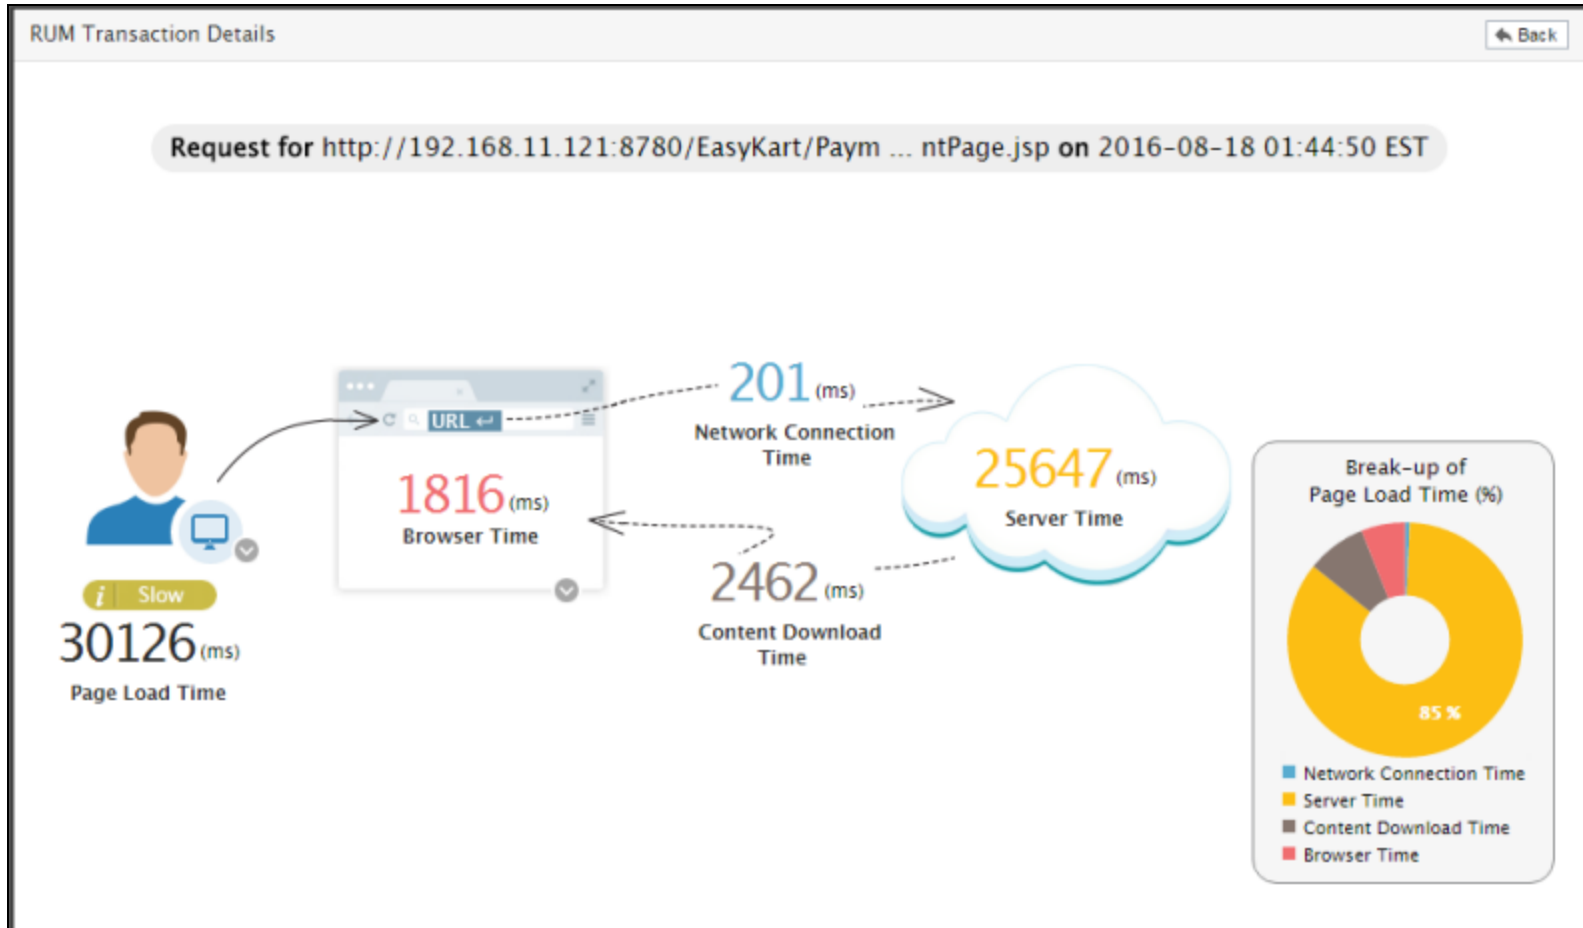 RUM Transaction Details
Back
Request for http://192.168.11.121:8780/EasyKart/Paym ... ntPage.jsp on 2016-08-18 01:44:50 EST
URL
201 (ms)
Network Connection
Time
1816 (ms)
Browser Time
25647 (ms)
Server Time
2462 (ms)
Content Download
Time
i Slow
30126 (ms)
Page Load Time
Break-up of
Page Load Time (%)
85 %
Network Connection Time
Server Time
Content Download Time
Browser Time